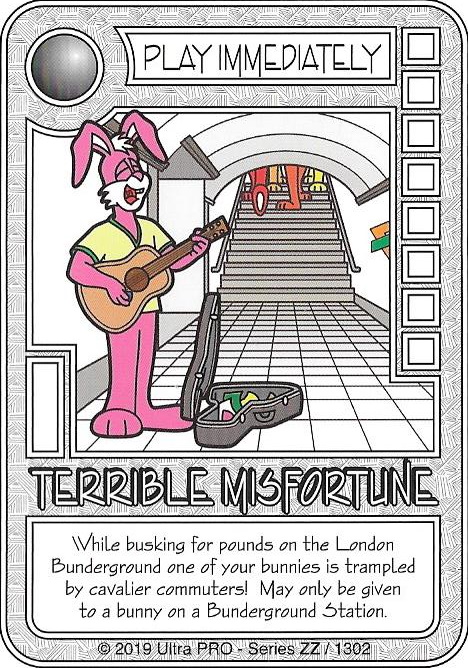 PLAY IMMEDIATELY
TERRIBLE MISFORTUNE
While busking for pounds on the London
Bunderground one of your bunnies is trampled
by cavalier commuters! May only be given
to a bunny on a Bunderground Station.
© 2019 Ultra PRO - Series ZZ / 1302